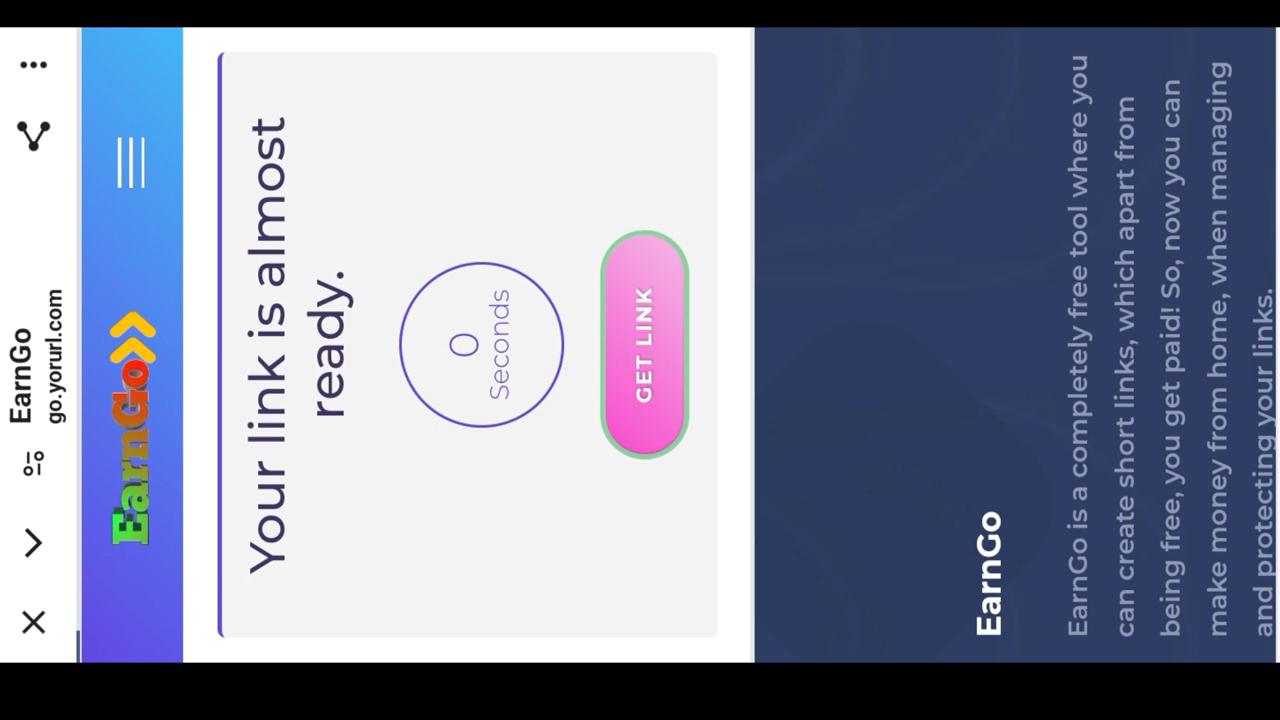 EarnGo
go.yorurl.com
EarnGo
Your link is almost
ready.
0
Seconds
GET LINK
EarnGo
EarnGo is a completely free tool where you
can create short links, which apart from
being free, you get paid! So, now you can
make money from home, when managing
and protecting your links.